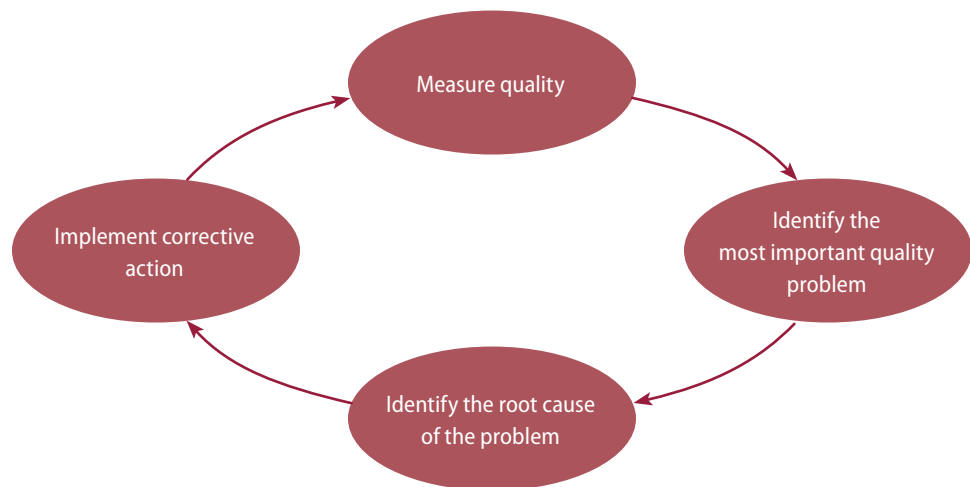 Measure quality
Identify the
most important quality
problem
Identify the root cause
of the problem
Implement corrective
action